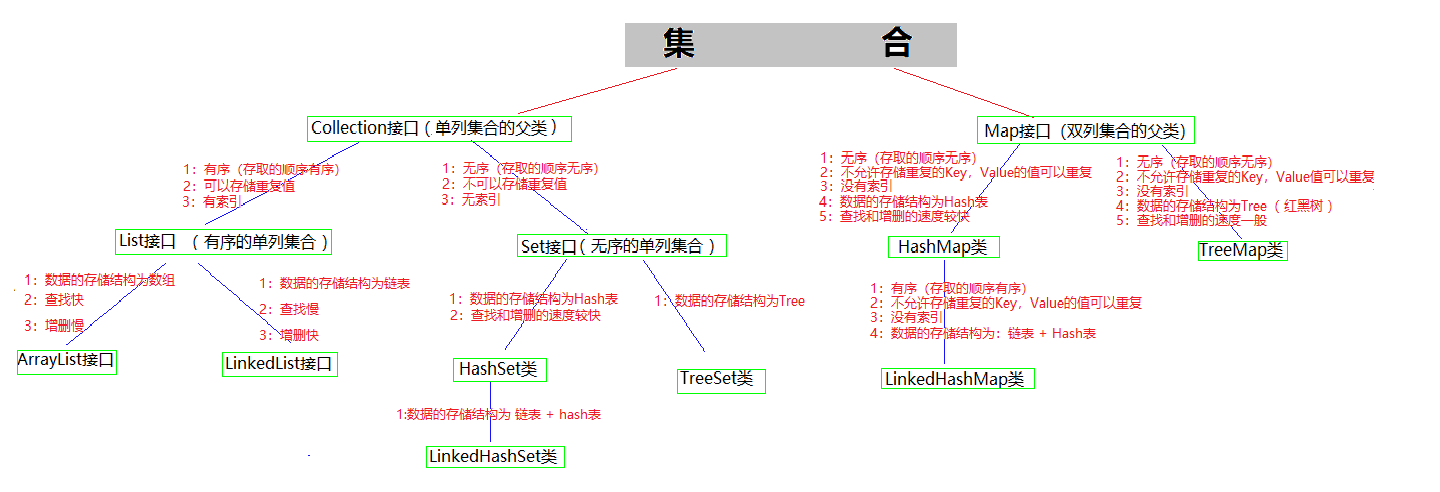 集 合
Collection接口（单列集合的父类）
Map接口（双列集合的父类）
1：有序（存取的顺序有序）
2：可以存储重复值
3：有索引
1：无序（存取的顺序无序）
2：不可以存储重复值
3：无索引
1：无序（存取的顺序无序）
2：不允许存储重复的Key，Value的值可以重复
3：没有索引
4：数据的存储结构为Hash表
5：查找和增删的速度较快
1：无序（存取的顺序无序）
2：不允许存储重复的Key，Value值可以重复
3：没有索引
4：数据的存储结构为Tree（红黑树）
5：查找和增删的速度一般
List接口 （有序的单列集合）
Set接口（无序的单列集合）
HashMap类
TreeMap类
1：数据的存储结构为数组
2：查找快
3：增删慢
1：数据的存储结构为链表
2：查找慢
3：增删快
1：数据的存储结构为Hash表
2：查找和增删的速度较快
1：数据的存储结构为Tree
1：有序（存取的顺序有序）
2：不允许存储重复的Key，Value的值可以重复
3：没有索引
4：数据的存储结构为：链表 + Hash表
ArrayList接口
LinkedList接口
HashSet类
TreeSet类
LinkedHashMap类
1:数据的存储结构为 链表 + hash表
LinkedHashSet类